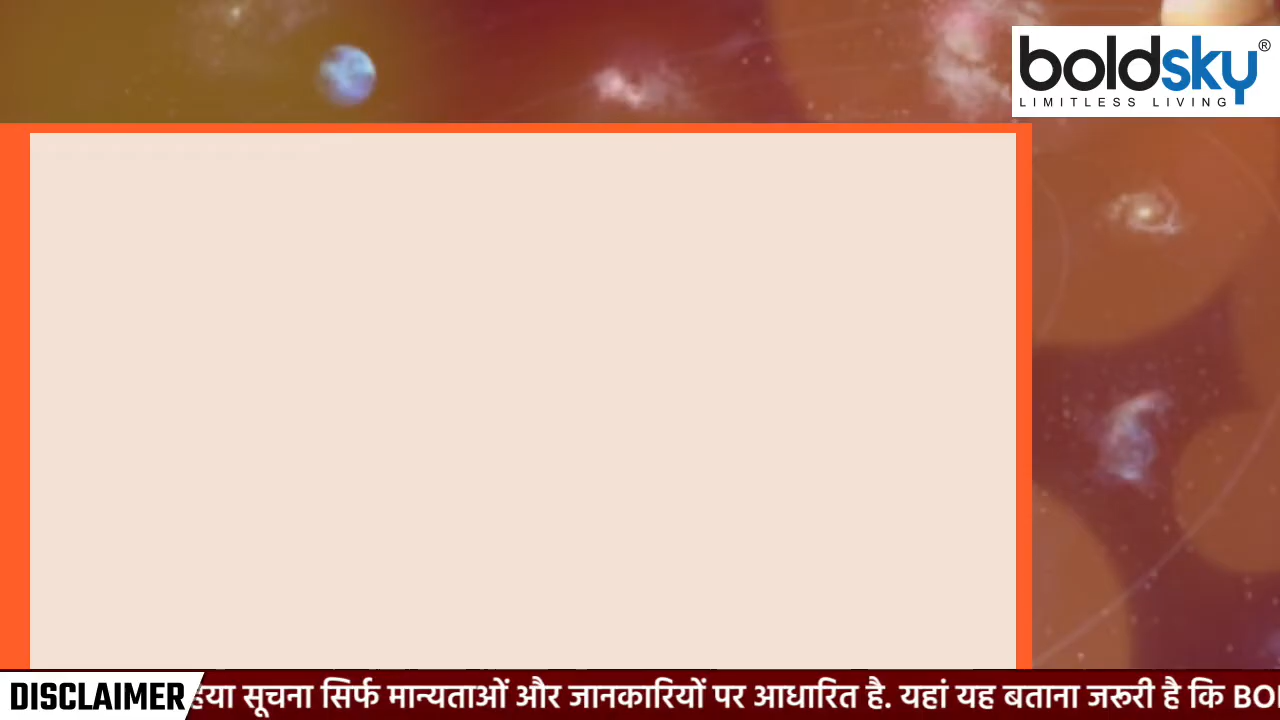 boldsky®
LIMITLESS LIVING
DISCLAIMER
सूचना सिर्फ मान्यताओं और जानकारियों पर आधारित है. यहां यह बताना जरूरी है कि